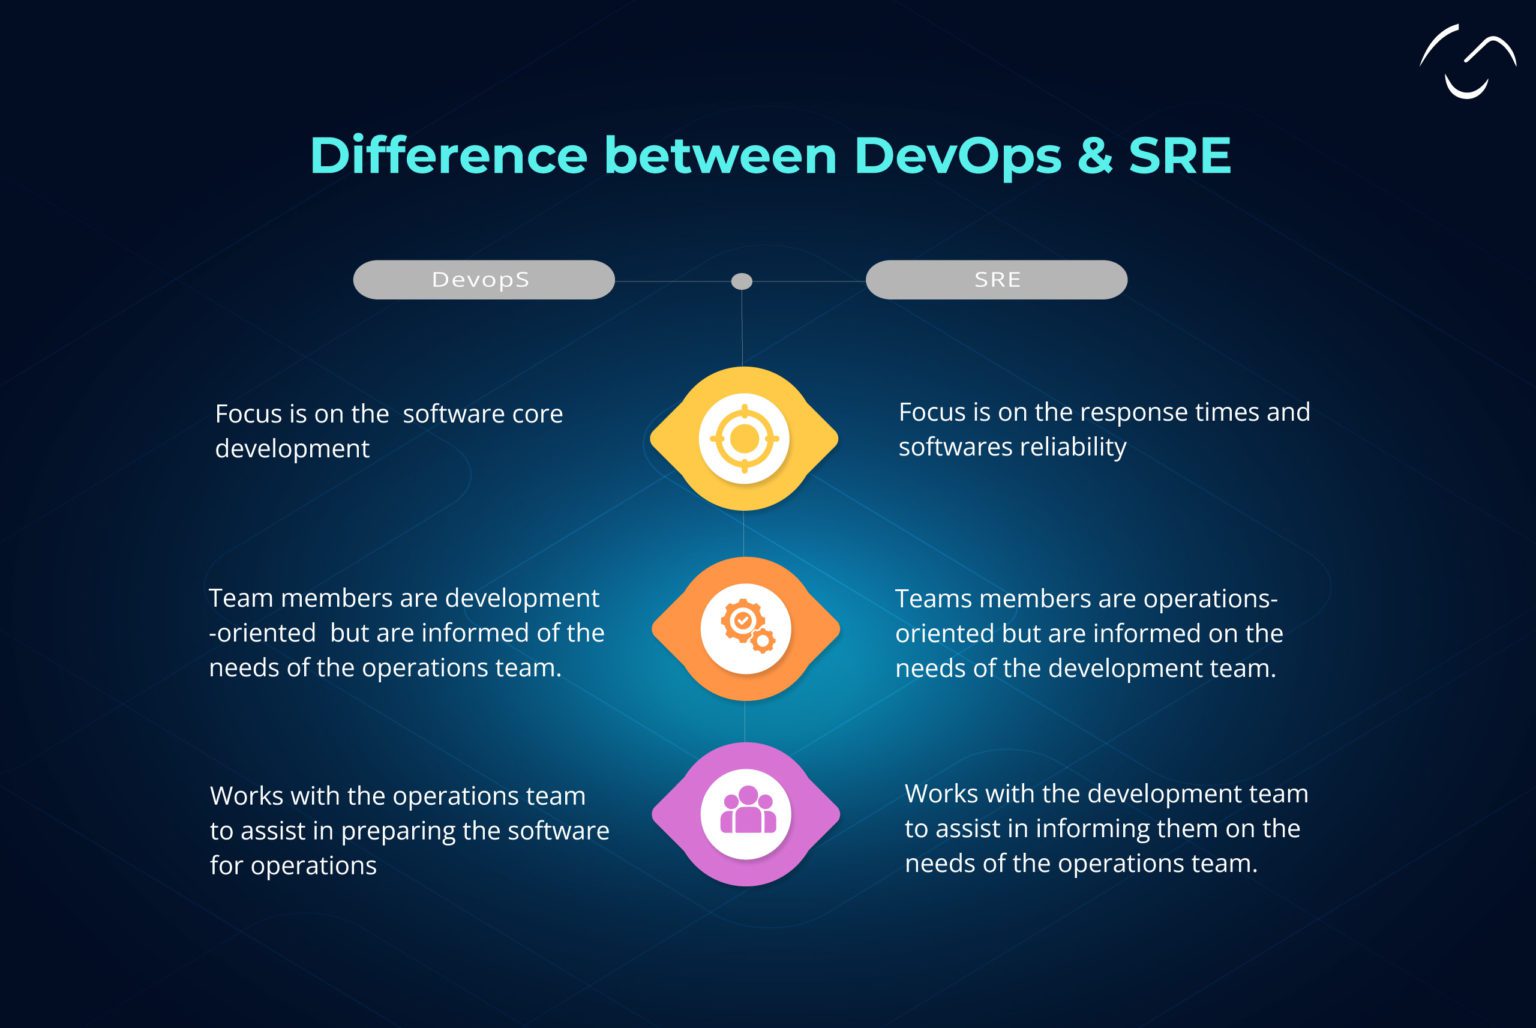 Difference between DevOps & SRE
DevopS
SRE
Focus is on the  software core
development
Focus is on the response times and
softwares reliability
Team members are development
-oriented  but are informed of the
needs of the operations team.
Teams members are operations-
oriented but are informed on the
needs of the development team.
Works with the operations team
to assist in preparing the software
for operations
Works with the development team
to assist in informing them on the
needs of the operations team.